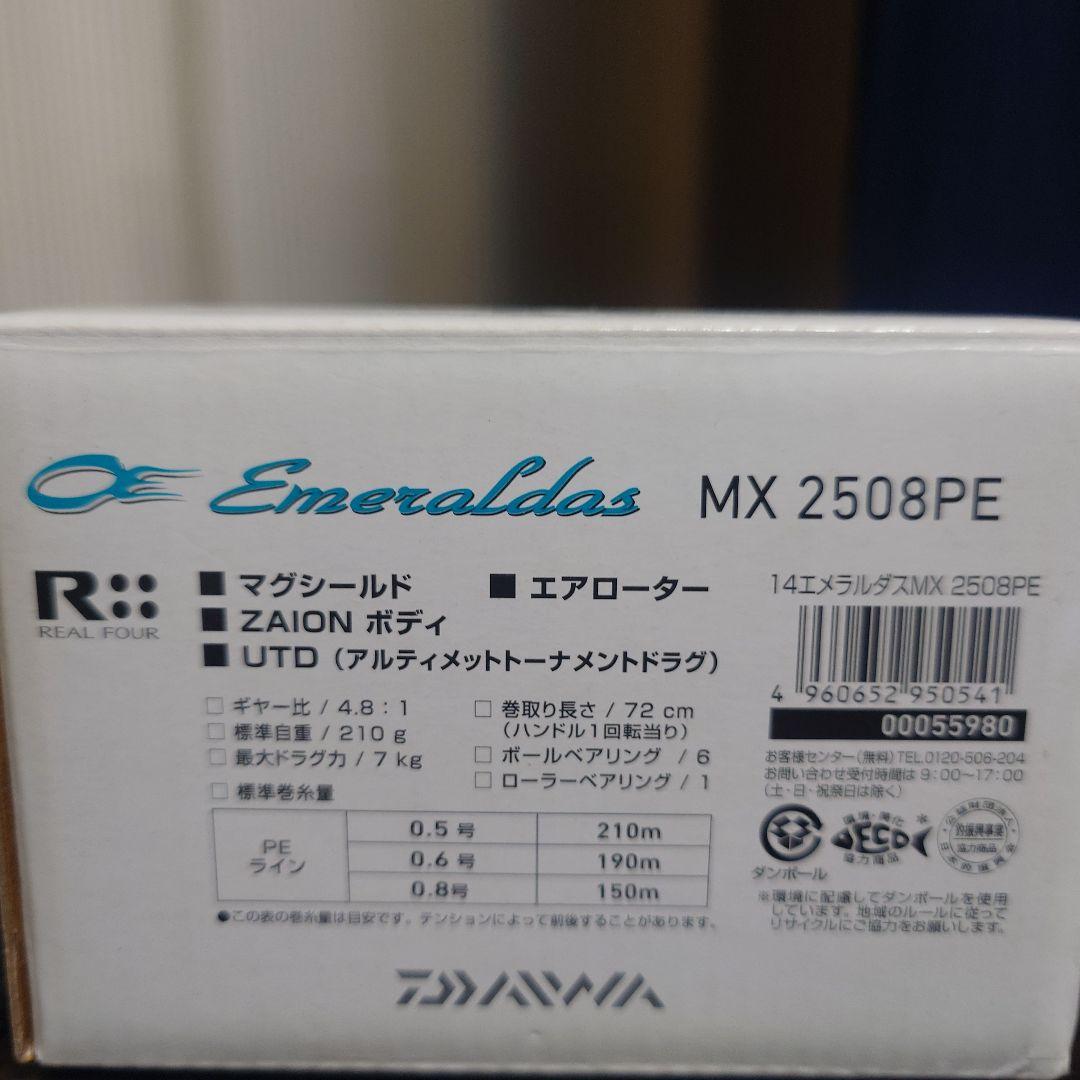 Emeraldas MX 2508PE
R::
REAL FOUR
■ マグシールド ■ エアローター
■ ZAION ボディ
■ UTD（アルティメットトーナメントドラグ）
□ ギヤー比 / 4.8：1
□ 標準自重 / 210 g
□ 最大ドラグ力 / 7 kg
□ 巻取り長さ / 72 cm
（ハンドル1回転当り）
□ ボールベアリング / 6
□ ローラーベアリング / 1
□ 標準巻糸量
PE
ライン
0.5 号 210m
0.6 号 190m
0.8号 150m
●この表の巻糸量は目安です。テンションによって前後することがあります。
14エメラルダスMX 2508PE
4 960652 950541
00055980
お客様センター（無料）TEL.0120-506-204
お問い合わせ受付時間は 9：00〜17：00
（土・日・祝祭日は除く）
ダンボール
環境・美化
ECO
協力商品
協力商品
※環境に配慮してダンボールを使用
しています。地域のルールに従って
リサイクルにご協力をお願いします。
DAIWA